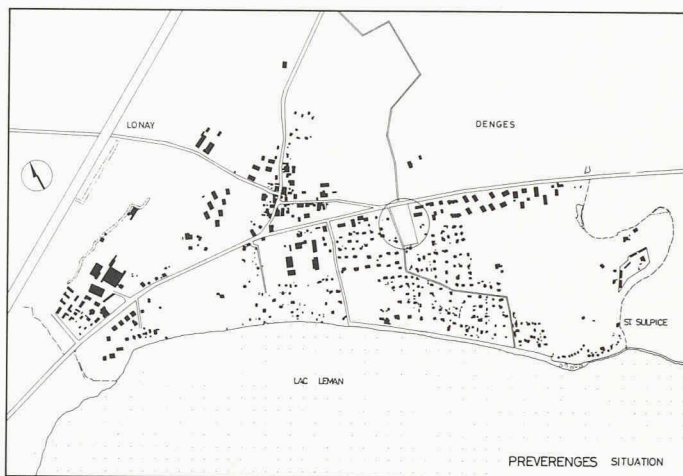 LONAY
DENGES
ST SULPICE
LAC LEMAN
PREVERENGES SITUATION